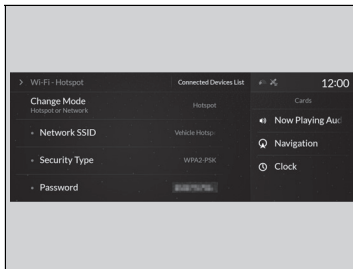 Wi-Fi - Hotspot
Connected Devices List
12:00
Change Mode
Hotspot or Network
Hotspot
Cards
Now Playing Aud
Network SSID
Vehicle Hotsp
Navigation
Security Type
WPA2-PSK
Clock
Password